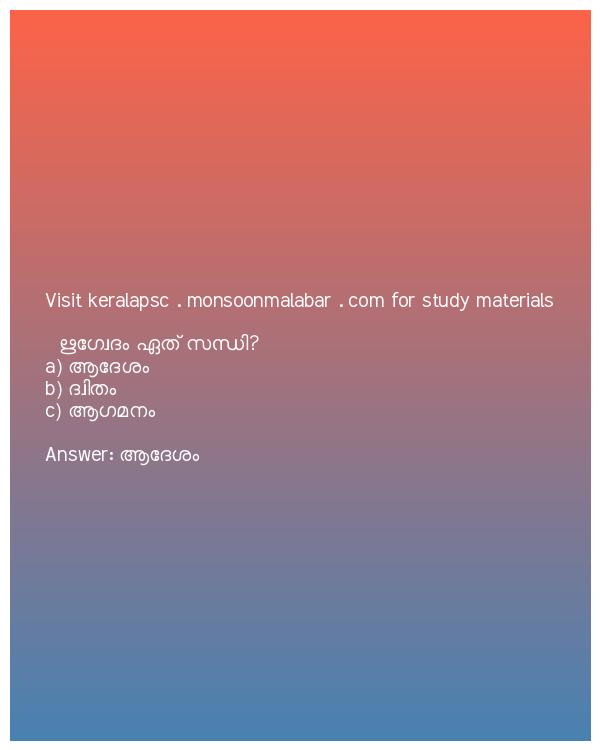 Visit keralapsc . monsoonmalabar . com for study materials
ഋഗ്വേദം ഏത് സന്ധി?
a) ആദേശം
b) ദ്വിതം
c) ആഗമനം
Answer: ആദേശം